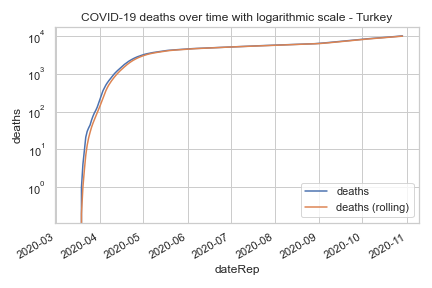 COVID-19 deaths over time with logarithmic scale - Turkey
10⁴
10³
10²
10¹
10⁰
deaths
deaths
deaths (rolling)
2020-03
2020-04
2020-05
2020-06
2020-07
2020-08
2020-09
2020-10
2020-11
dateRep